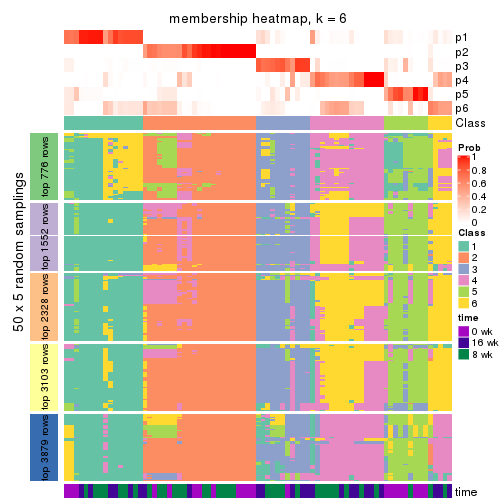 membership heatmap, k = 6
p1
p2
p3
p4
p5
p6
Class
50 x 5 random samplings
top 776 rows
top 1552 rows
top 2328 rows
top 3103 rows
top 3879 rows
time
Prob
1
0.8
0.6
0.4
0.2
0
Class
1
2
3
4
5
6
time
0 wk
16 wk
8 wk